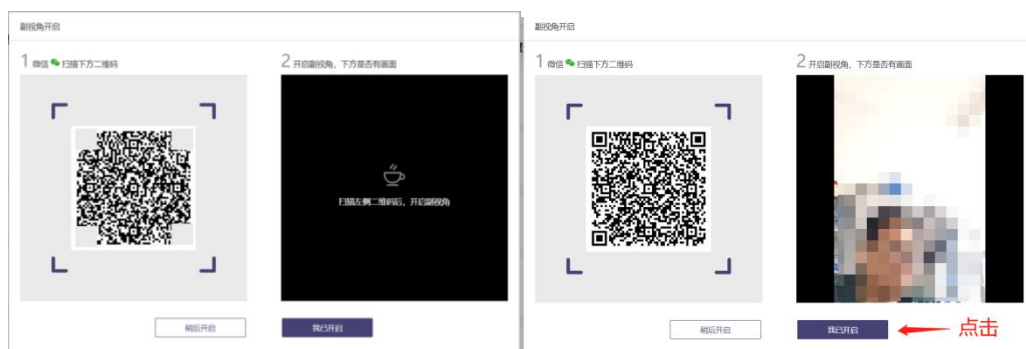 副视角开启
1 微信 扫描下方二维码
2 开启副视角，下方是否有画面
扫描左侧二维码后，开启副视角
稍后开启
我已开启
副视角开启
1 微信 扫描下方二维码
2 开启副视角，下方是否有画面
稍后开启
我已开启
点击